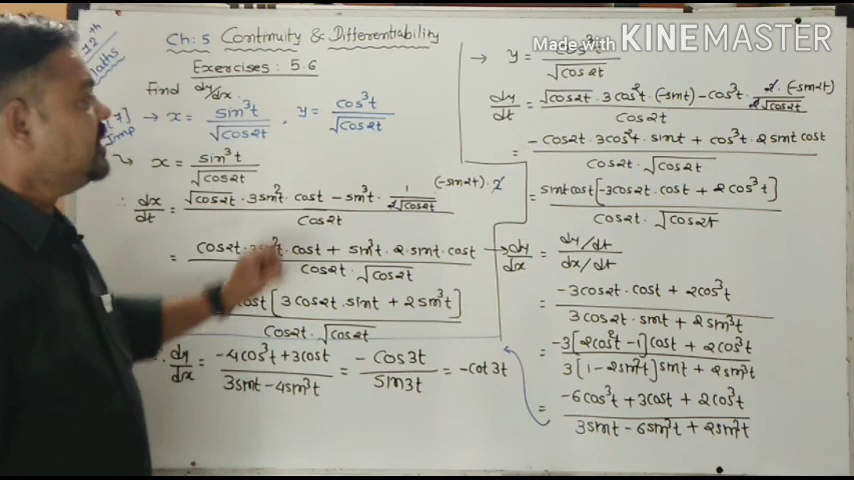 12th
Maths
Ch: 5 Continuity & Differentiability
Exercises: 5.6
Find dy/dx.
7] → x = sin³t/√cos2t , y = cos³t/√cos2t
Imp
↘ x = sin³t/√cos2t
∴ dx/dt = √cos2t · 3sin²t · cost − sin³t · 1/2√cos2t (−sin2t)·2 / cos2t
= cos2t · 3sin²t · cost + sin³t · 2 · sint · cost / cos2t · √cos2t
cost [3cos2t · sint + 2sin³t] / cos2t · √cos2t
∴ dy/dx = −4cos³t + 3cost / 3sint − 4sin³t = −cos3t/sin3t = −cot3t
→ y = cos³t/√cos2t
dy/dt = √cos2t · 3cos²t · (−sint) − cos³t · 2 · (−sin2t)/2√cos2t / cos2t
= −cos2t · 3cos²t · sint + cos³t · 2sint cost / cos2t · √cos2t
= sint cost [−3cos2t · cost + 2cos³t] / cos2t · √cos2t
→ dy/dx = dy/dt / dx/dt
= −3cos2t · cost + 2cos³t / 3cos2t · sint + 2sin³t
= −3[2cos²t −1]cost + 2cos³t / 3[1−2sin²t]sint + 2sin³t
= −6cos³t + 3cost + 2cos³t / 3sint − 6sin³t + 2sin³t
Made with KINEMASTER